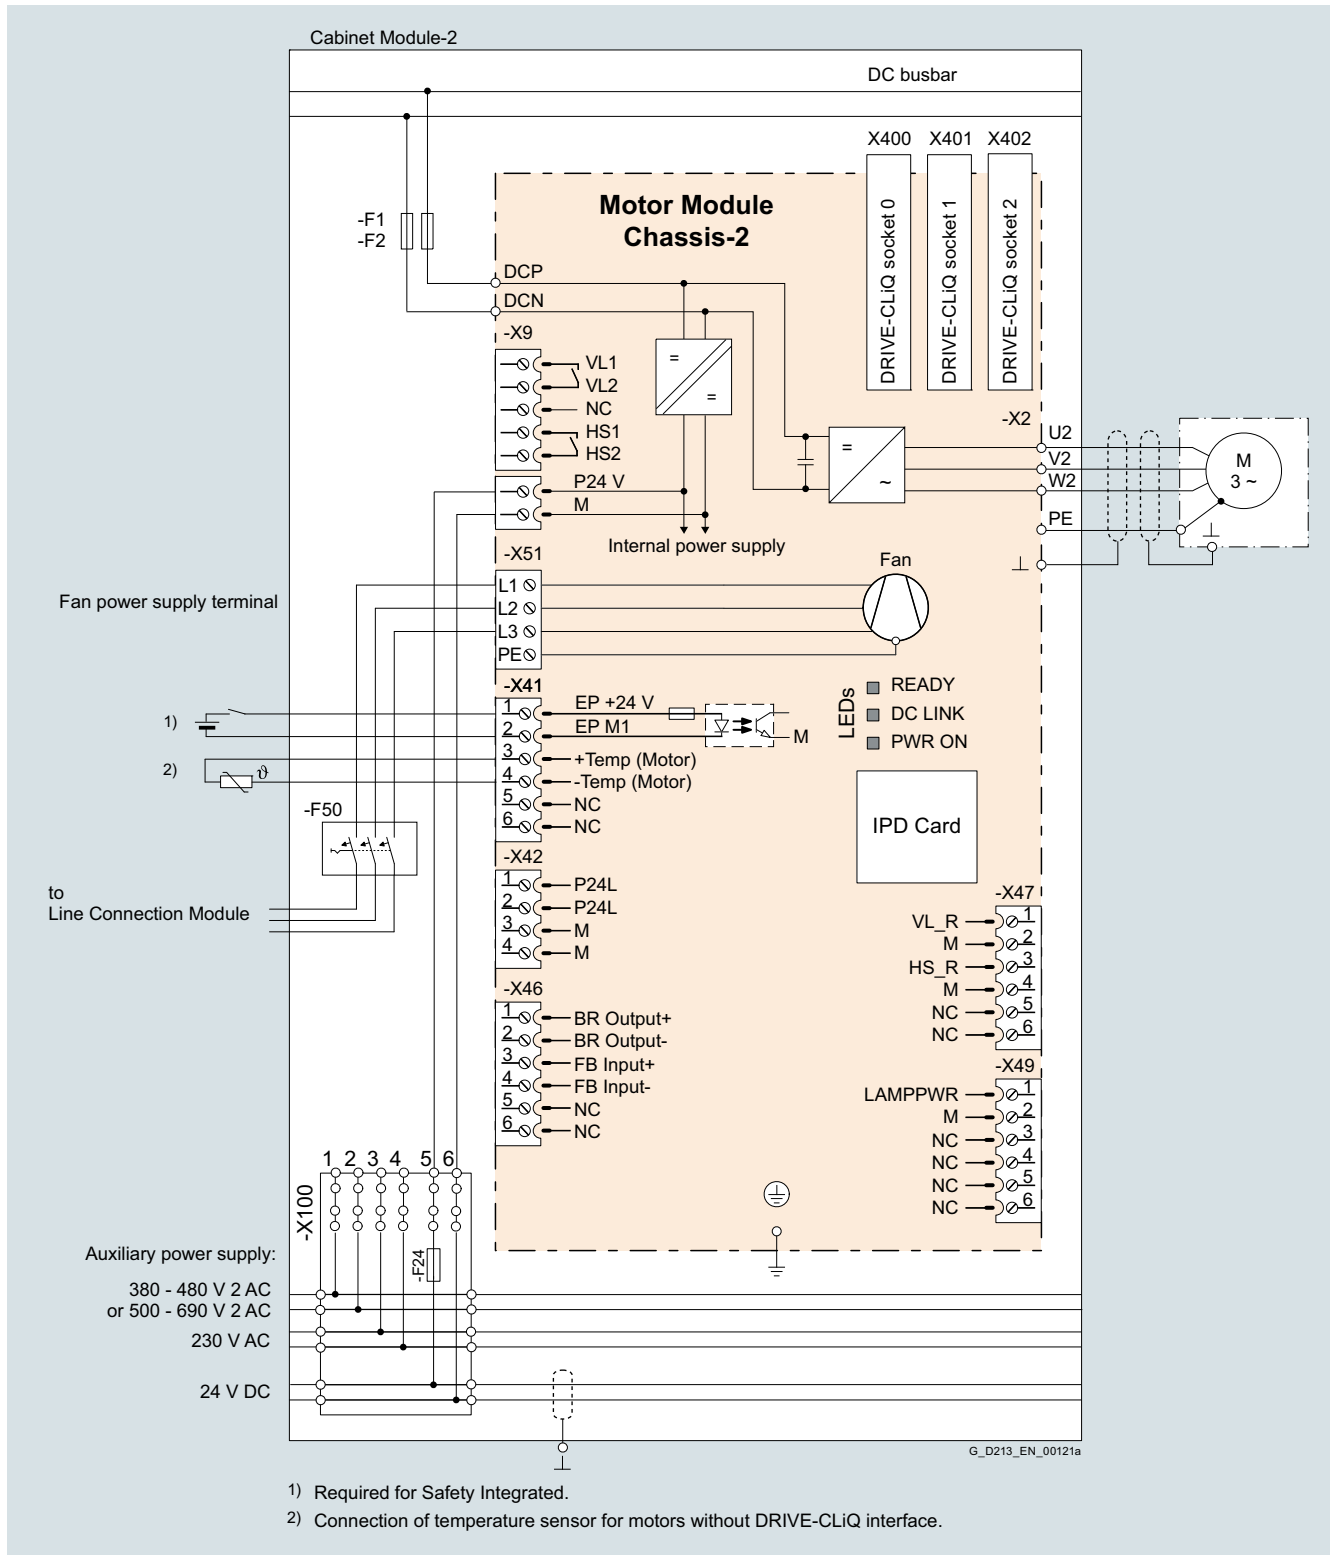 Cabinet Module-2
DC busbar
X400 X401 X402
DRIVE-CLiQ socket 0
DRIVE-CLiQ socket 1
DRIVE-CLiQ socket 2
Motor Module
Chassis-2
-F1
-F2
DCP
DCN
-X9
VL1
VL2
NC
HS1
HS2
P24 V
M
=
=
Internal power supply
=
~
-X2
U2
V2
W2
PE
M
3 ~
-X51
Fan power supply terminal
L1
L2
L3
PE
Fan
LEDs
READY
DC LINK
PWR ON
-X41
1)
2)
ϑ
1 EP +24 V
2 EP M1
M
3 +Temp (Motor)
4 -Temp (Motor)
5 NC
6 NC
-F50
IPD Card
to
Line Connection Module
-X42
1 P24L
2 P24L
3 M
4 M
-X46
1 BR Output+
2 BR Output-
3 FB Input+
4 FB Input-
5 NC
6 NC
-X47
VL_R 1
M 2
HS_R 3
M 4
NC 5
NC 6
-X49
LAMPPWR 1
M 2
NC 3
NC 4
NC 5
NC 6
1 2 3 4 5 6
-X100
-F24
Auxiliary power supply:
380 - 480 V 2 AC
or 500 - 690 V 2 AC
230 V AC
24 V DC
G_D213_EN_00121a
1) Required for Safety Integrated.
2) Connection of temperature sensor for motors without DRIVE-CLiQ interface.